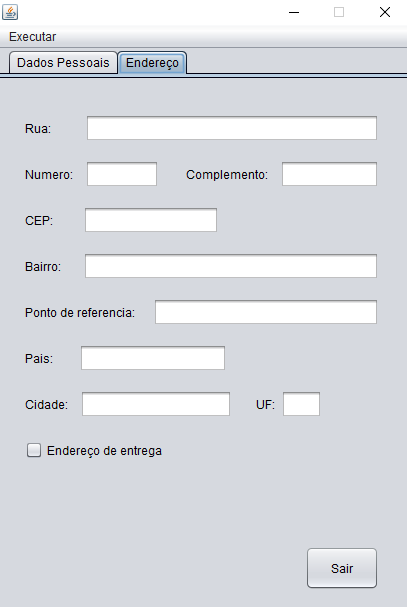 Executar
Dados Pessoais Endereço
Rua:
Numero: Complemento:
CEP:
Bairro:
Ponto de referencia:
Pais:
Cidade: UF:
Endereço de entrega
Sair